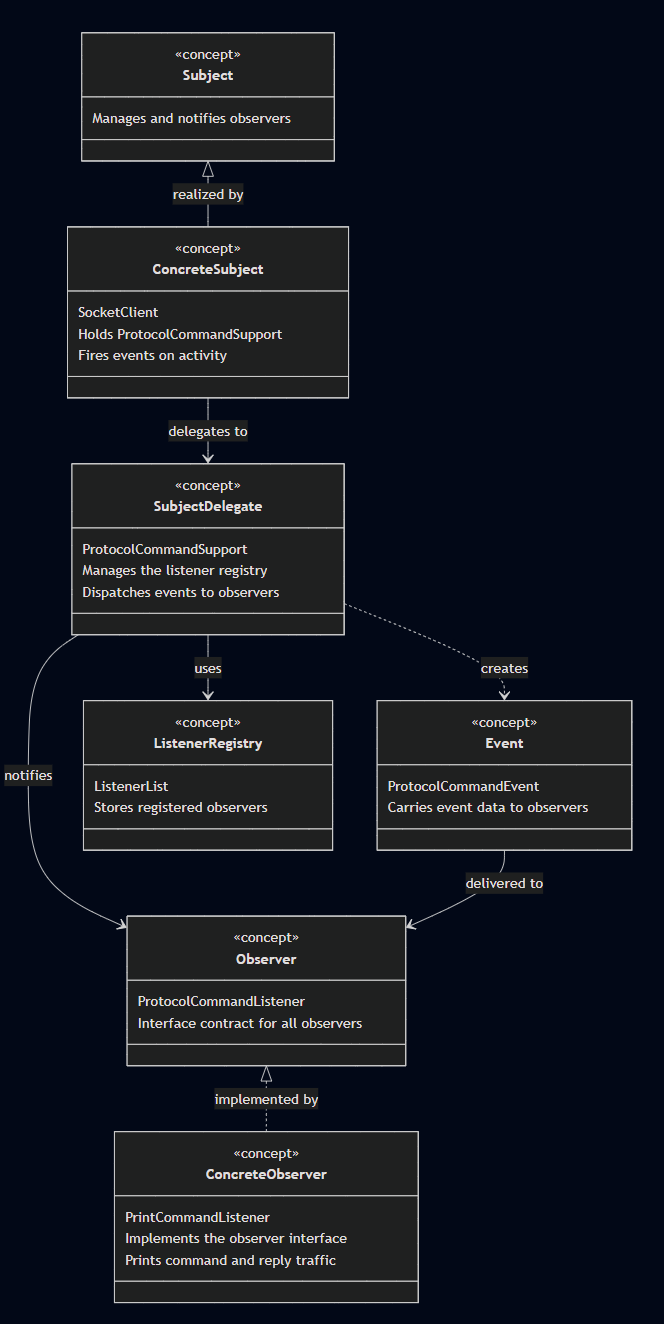 «concept»
Subject
Manages and notifies observers
realized by
«concept»
ConcreteSubject
SocketClient
Holds ProtocolCommandSupport
Fires events on activity
delegates to
«concept»
SubjectDelegate
ProtocolCommandSupport
Manages the listener registry
Dispatches events to observers
uses
creates
«concept»
ListenerRegistry
ListenerList
Stores registered observers
«concept»
Event
ProtocolCommandEvent
Carries event data to observers
notifies
delivered to
«concept»
Observer
ProtocolCommandListener
Interface contract for all observers
implemented by
«concept»
ConcreteObserver
PrintCommandListener
Implements the observer interface
Prints command and reply traffic